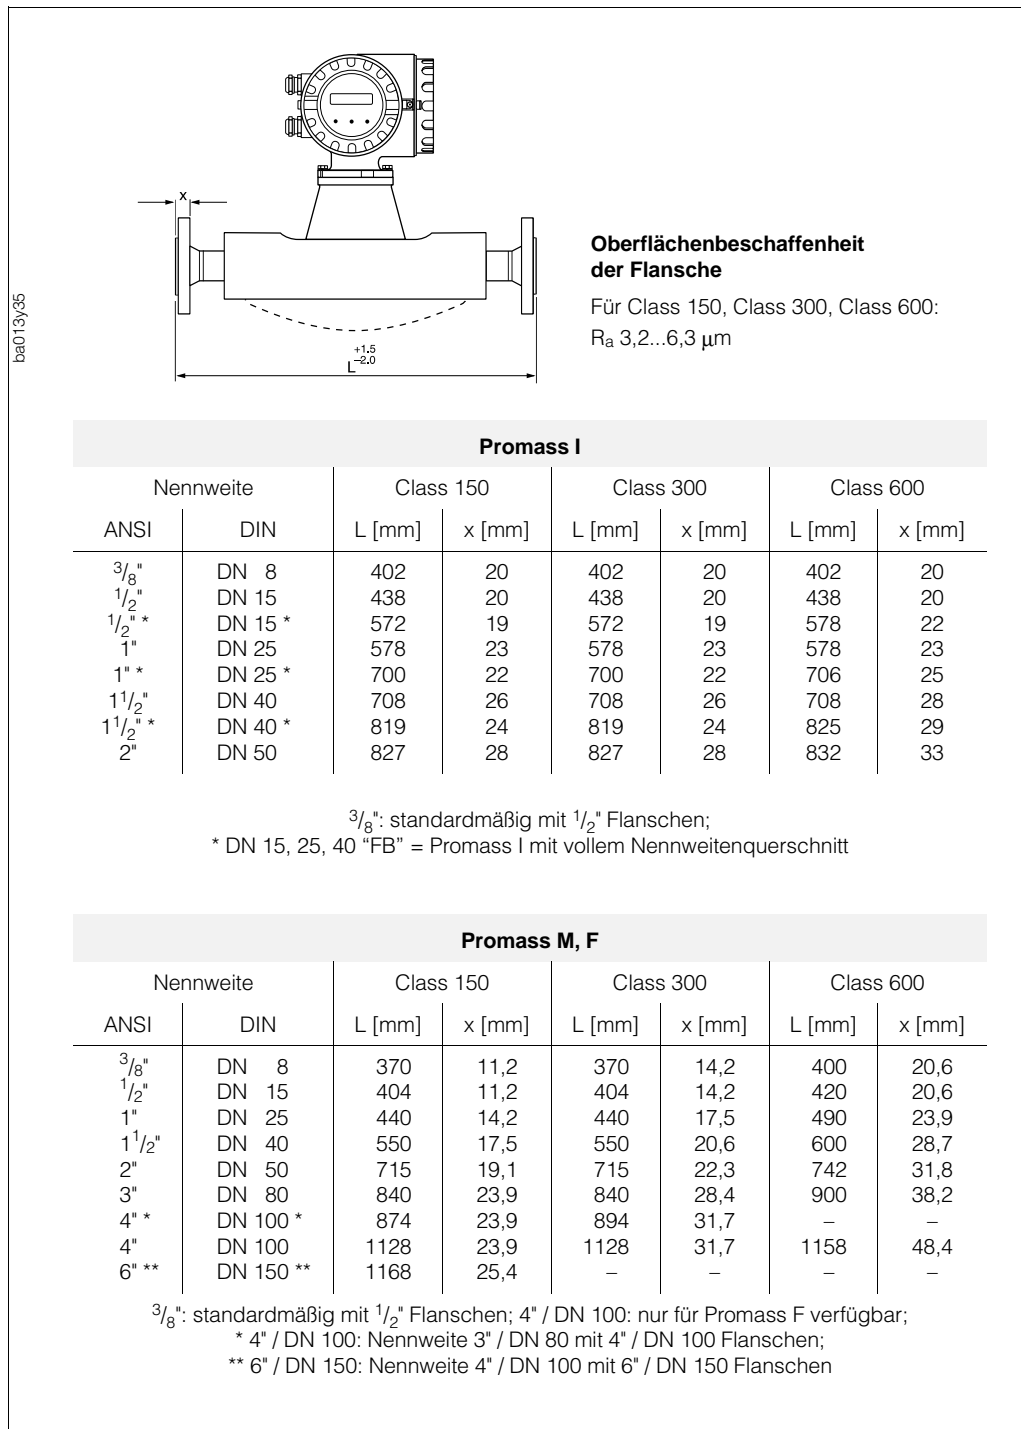 ba013y35
x
L +1.5 –2.0
Oberflächenbeschaffenheit
der Flansche
Für Class 150, Class 300, Class 600:
Ra 3,2...6,3 µm
Promass I
Nennweite Class 150 Class 300 Class 600
ANSI DIN L [mm] x [mm] L [mm] x [mm] L [mm] x [mm]
3/8" DN 8 402 20 402 20 402 20
1/2" DN 15 438 20 438 20 438 20
1/2" * DN 15 * 572 19 572 19 578 22
1" DN 25 578 23 578 23 578 23
1" * DN 25 * 700 22 700 22 706 25
1 1/2" DN 40 708 26 708 26 708 28
1 1/2" * DN 40 * 819 24 819 24 825 29
2" DN 50 827 28 827 28 832 33
3/8": standardmäßig mit 1/2" Flanschen;
* DN 15, 25, 40 “FB” = Promass I mit vollem Nennweitenquerschnitt
Promass M, F
Nennweite Class 150 Class 300 Class 600
ANSI DIN L [mm] x [mm] L [mm] x [mm] L [mm] x [mm]
3/8" DN 8 370 11,2 370 14,2 400 20,6
1/2" DN 15 404 11,2 404 14,2 420 20,6
1" DN 25 440 14,2 440 17,5 490 23,9
1 1/2" DN 40 550 17,5 550 20,6 600 28,7
2" DN 50 715 19,1 715 22,3 742 31,8
3" DN 80 840 23,9 840 28,4 900 38,2
4" * DN 100 * 874 23,9 894 31,7 – –
4" DN 100 1128 23,9 1128 31,7 1158 48,4
6" ** DN 150 ** 1168 25,4 – – – –
3/8": standardmäßig mit 1/2" Flanschen; 4" / DN 100: nur für Promass F verfügbar;
* 4" / DN 100: Nennweite 3" / DN 80 mit 4" / DN 100 Flanschen;
** 6" / DN 150: Nennweite 4" / DN 100 mit 6" / DN 150 Flanschen